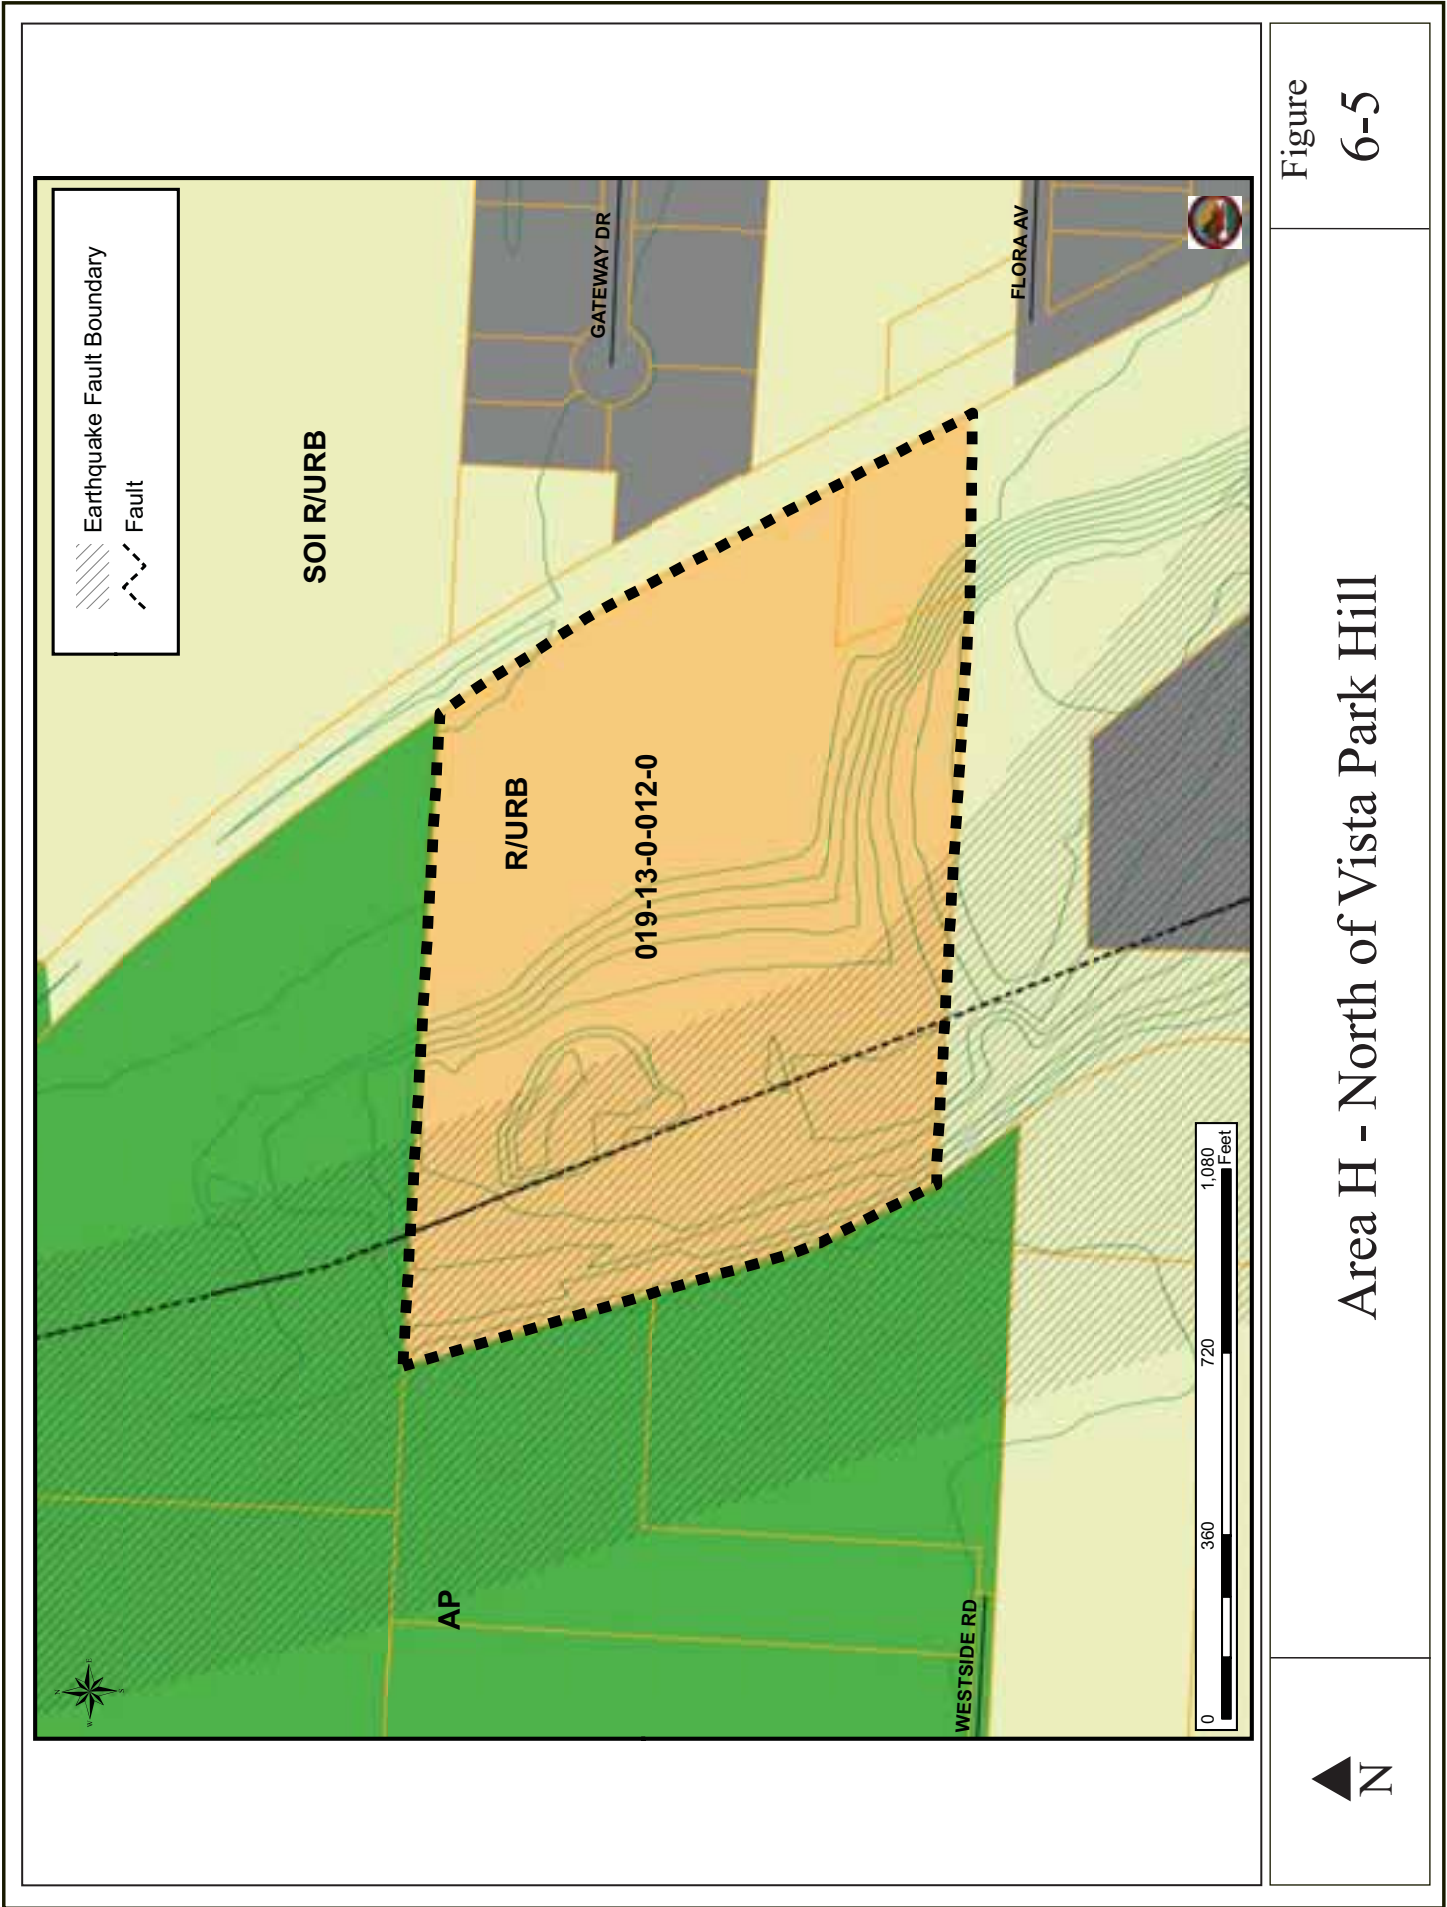 Earthquake Fault Boundary
Fault
SOI R/URB
GATEWAY DR
FLORA AV
R/URB
019-13-0-012-0
AP
WESTSIDE RD
N
W
E
S
0
360
720
1,080
Feet
N
Area H - North of Vista Park Hill
Figure
6-5